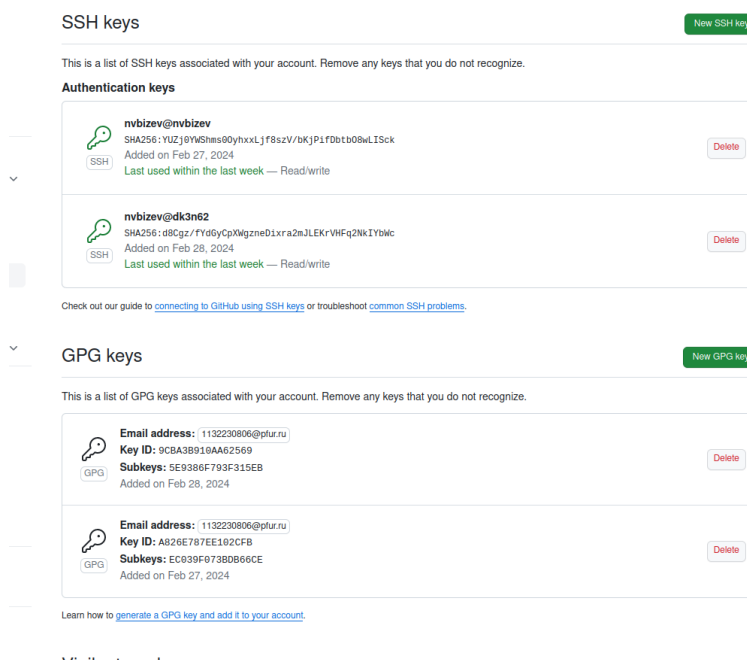 SSH keys
New SSH key
This is a list of SSH keys associated with your account. Remove any keys that you do not recognize.
Authentication keys
nvbizev@nvbizev
SHA256:YUZj0YWShms0OyhxxLjf8szV/bKjPifDbtbO8wLISck
Added on Feb 27, 2024
SSH
Last used within the last week — Read/write
Delete
nvbizev@dk3n62
SHA256:d8Cgz/fYdGyCpXWgzneDixra2mJLEKrVHFq2NkIYbWc
Added on Feb 28, 2024
SSH
Last used within the last week — Read/write
Delete
Check out our guide to connecting to GitHub using SSH keys or troubleshoot common SSH problems.
GPG keys
New GPG key
This is a list of GPG keys associated with your account. Remove any keys that you do not recognize.
Email address: 1132230806@pfur.ru
Key ID: 9CBA3B910AA62569
GPG
Subkeys: 5E9386F793F315EB
Added on Feb 28, 2024
Delete
Email address: 1132230806@pfur.ru
Key ID: A826E787EE102CFB
GPG
Subkeys: EC039F073BDB66CE
Added on Feb 27, 2024
Delete
Learn how to generate a GPG key and add it to your account.